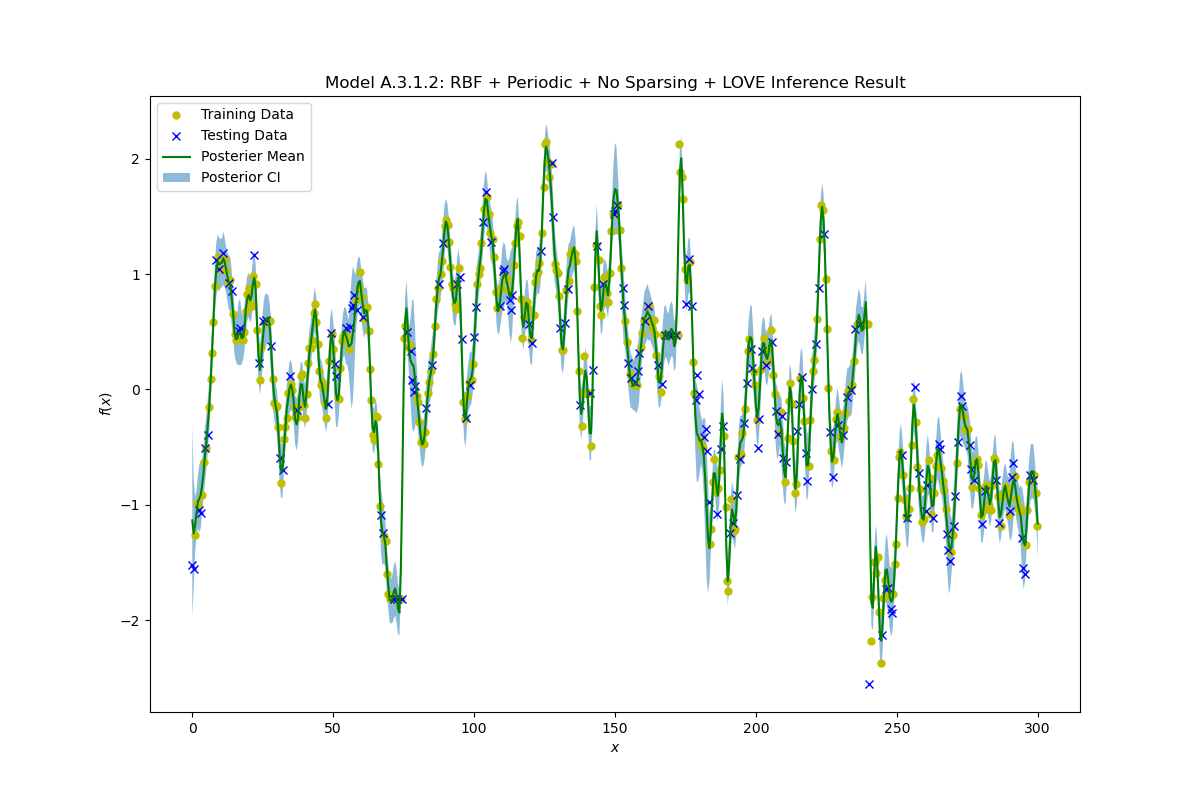 Model A.3.1.2: RBF + Periodic + No Sparsing + LOVE Inference Result
Training Data
Testing Data
Posterier Mean
Posterior CI
2
1
0
−1
−2
f(x)
0 50 100 150 200 250 300
x